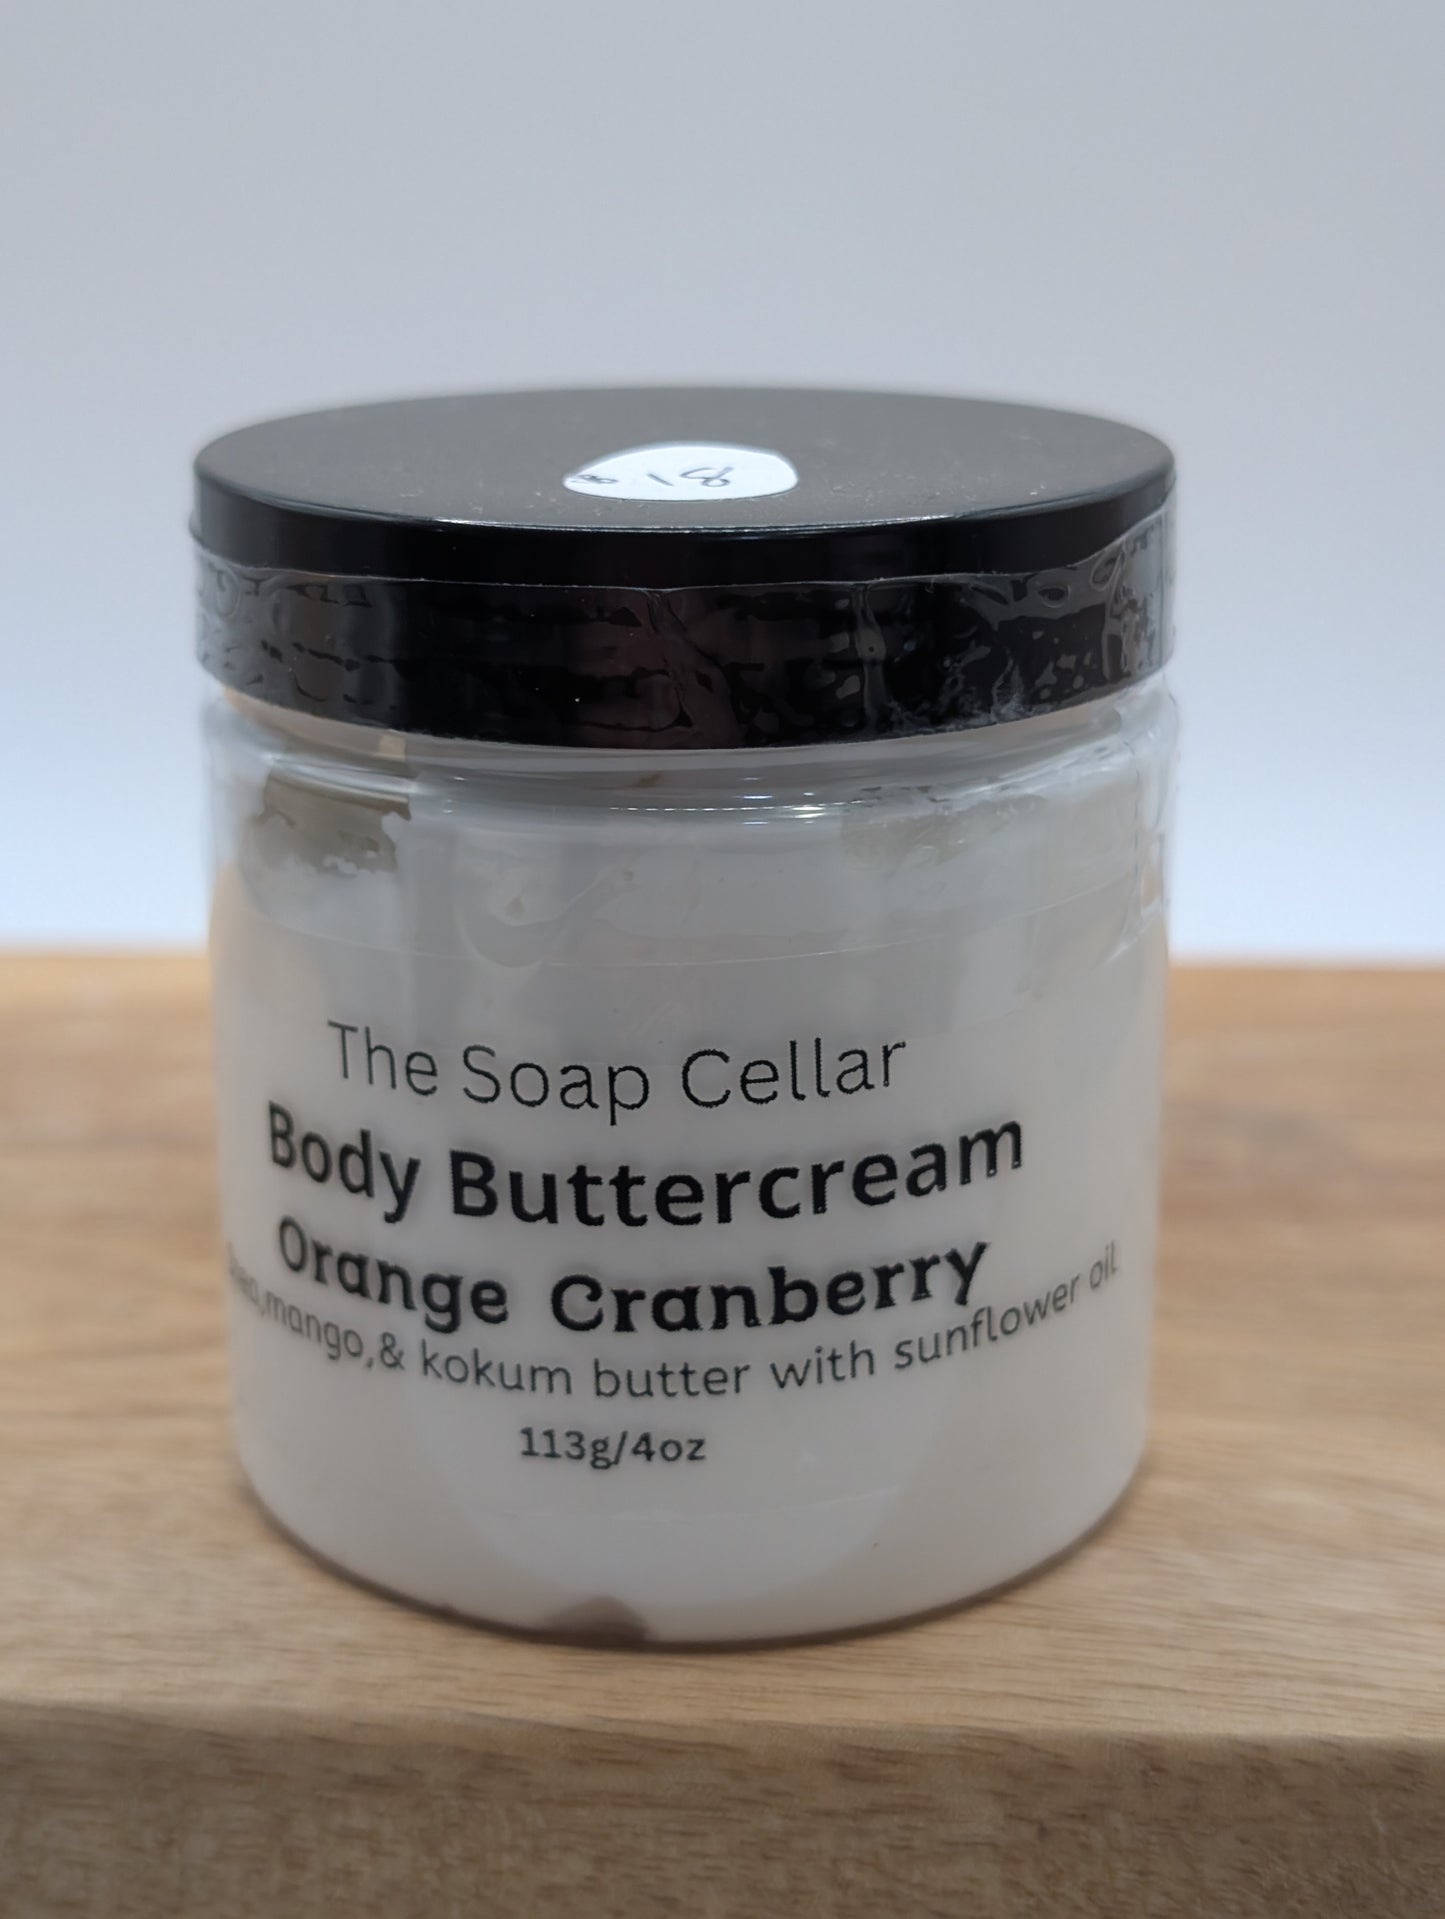 18
The Soap Cellar
Body Buttercream
Orange Cranberry
mango,& kokum butter with sunflower oil
113g/4oz